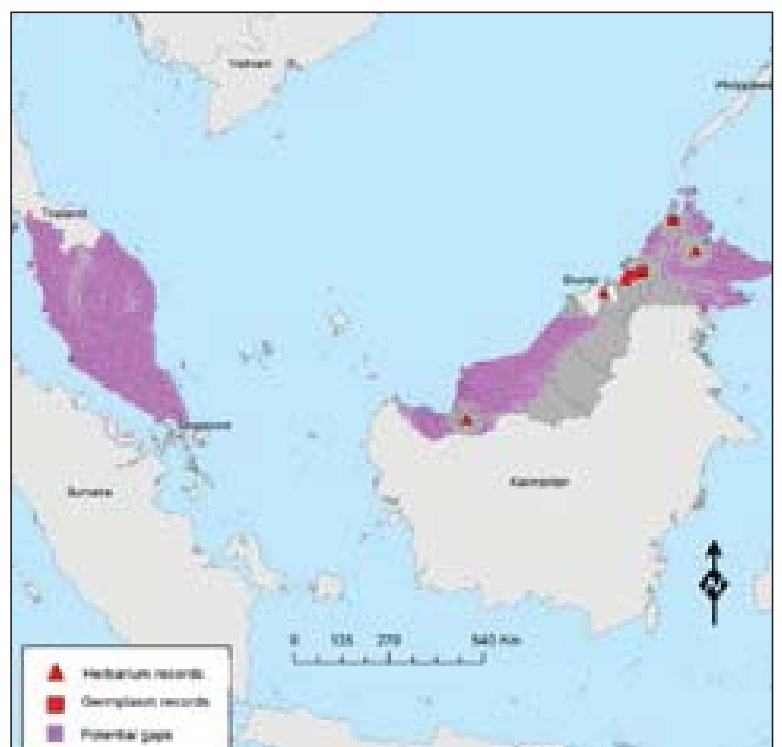 Vietnam
Philippines
Thailand
Brunei
Singapore
Sumatra
Kalimantan
N
0 135 270 540 Km
Herbarium records
Germplasm records
Potential gaps